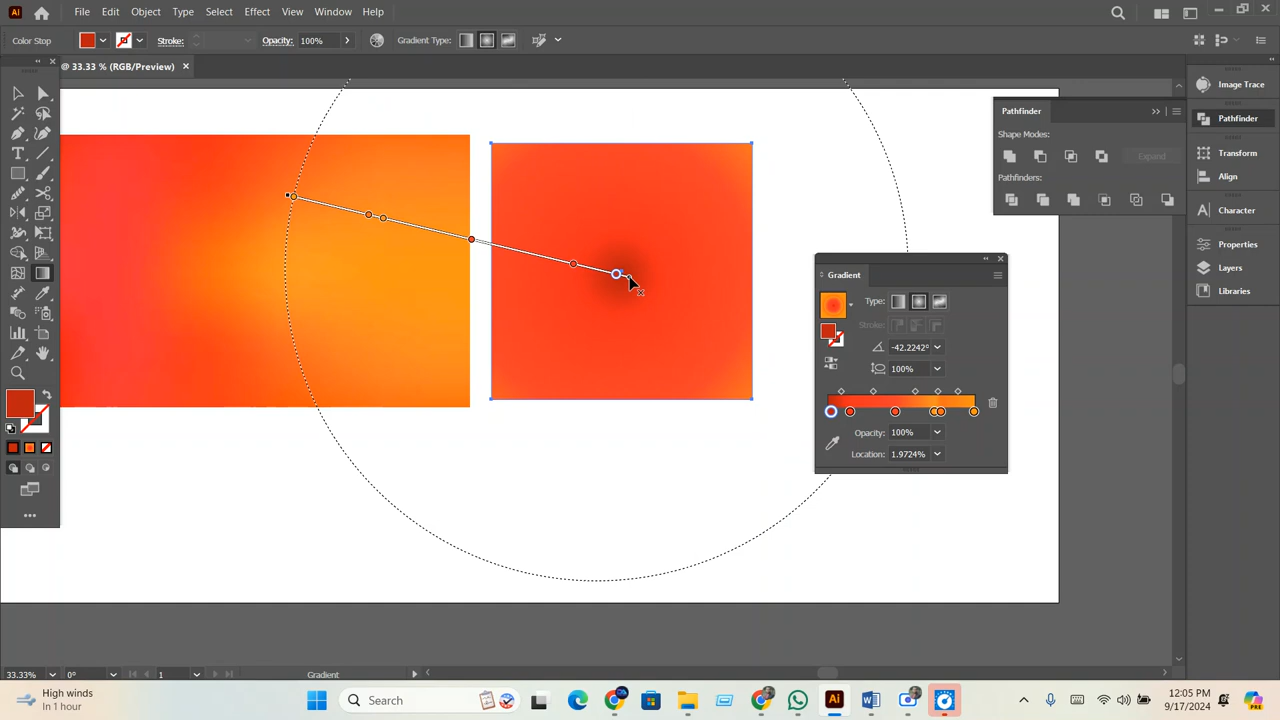 Ai File Edit Object Type Select Effect View Window Help
Color Stop Stroke: Opacity: 100% Gradient Type:
@ 33.33 % (RGB/Preview)
Image Trace
Pathfinder
Pathfinder
Shape Modes:
Expand
Pathfinders:
Transform
Align
Character
Properties
Layers
Libraries
Gradient
Type:
Stroke:
-42.2242°
100%
Opacity: 100%
Location: 1.9724%
33.33% 0° 1 Gradient
High winds
In 1 hour
Search
Ai
W
12:05 PM
9/17/2024